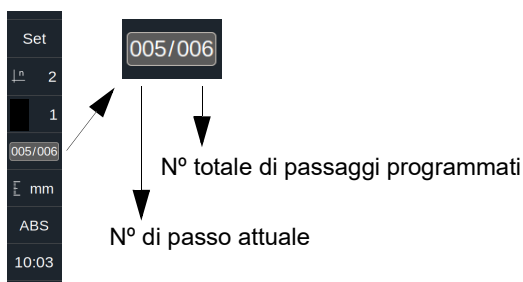 Set
n 2
1
005/006
mm
ABS
10:03
005/006
Nº totale di passaggi programmati
Nº di passo attuale